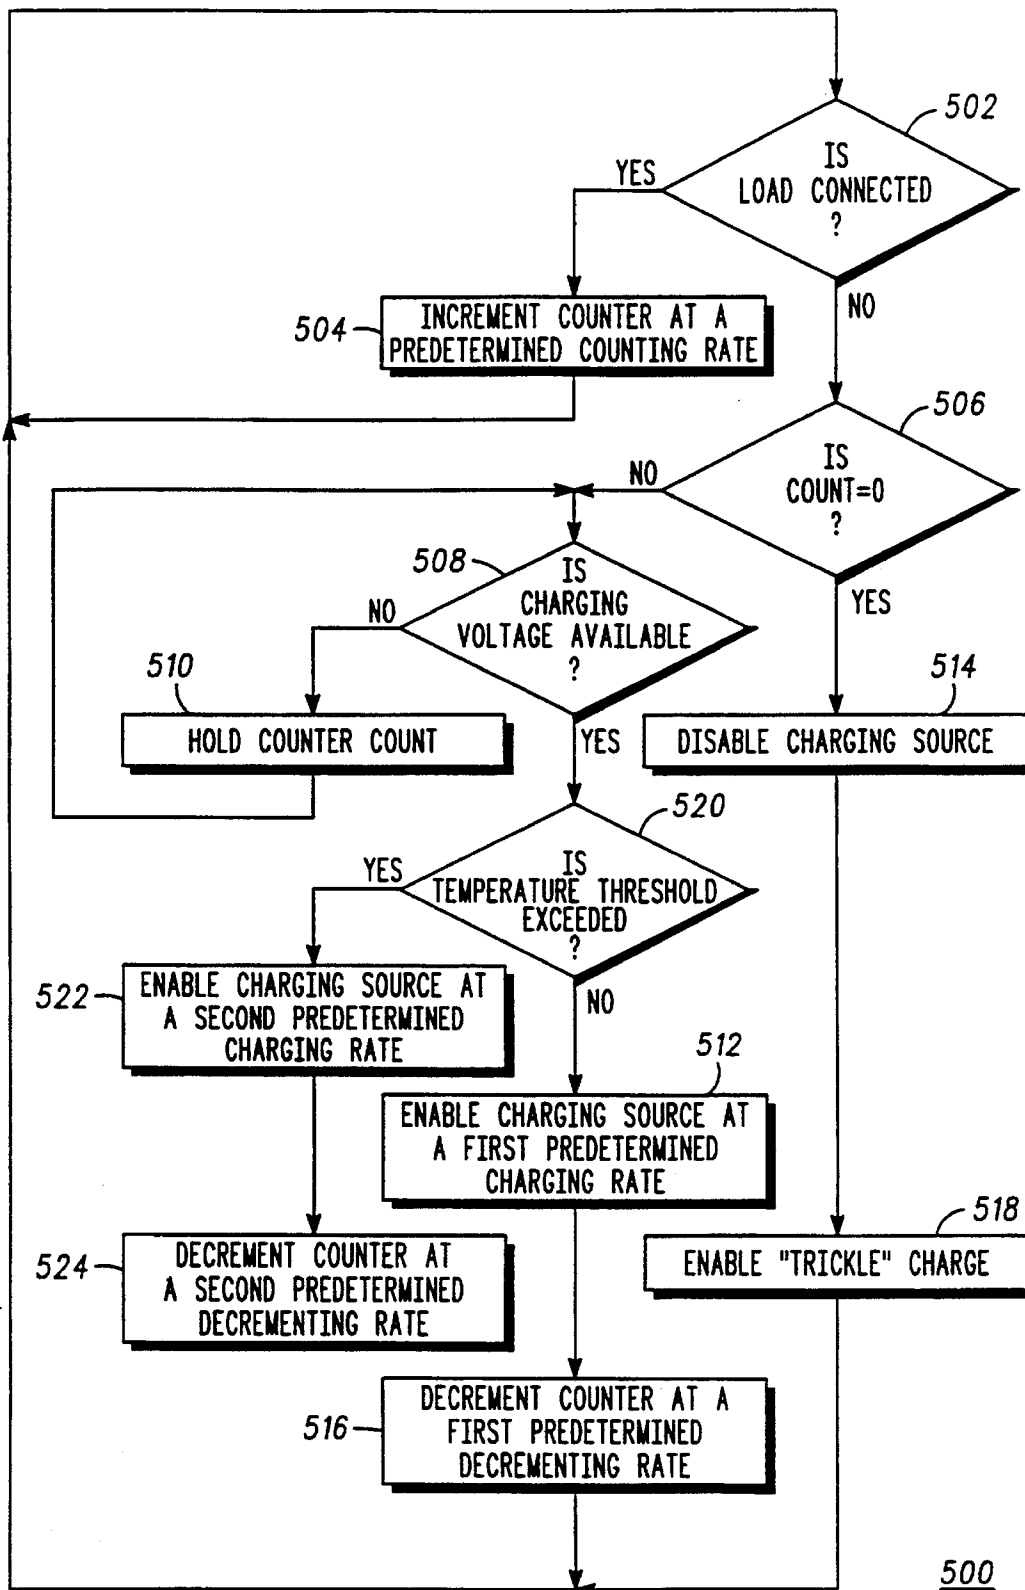 502
IS
LOAD CONNECTED
?
YES
NO
504
INCREMENT COUNTER AT A
PREDETERMINED COUNTING RATE
506
IS
COUNT=0
?
NO
YES
508
IS
CHARGING
VOLTAGE AVAILABLE
?
NO
YES
510
HOLD COUNTER COUNT
514
DISABLE CHARGING SOURCE
520
IS
TEMPERATURE THRESHOLD
EXCEEDED
?
YES
NO
522
ENABLE CHARGING SOURCE AT
A SECOND PREDETERMINED
CHARGING RATE
512
ENABLE CHARGING SOURCE AT
A FIRST PREDETERMINED
CHARGING RATE
524
DECREMENT COUNTER AT
A SECOND PREDETERMINED
DECREMENTING RATE
518
ENABLE "TRICKLE" CHARGE
516
DECREMENT COUNTER AT A
FIRST PREDETERMINED
DECREMENTING RATE
500